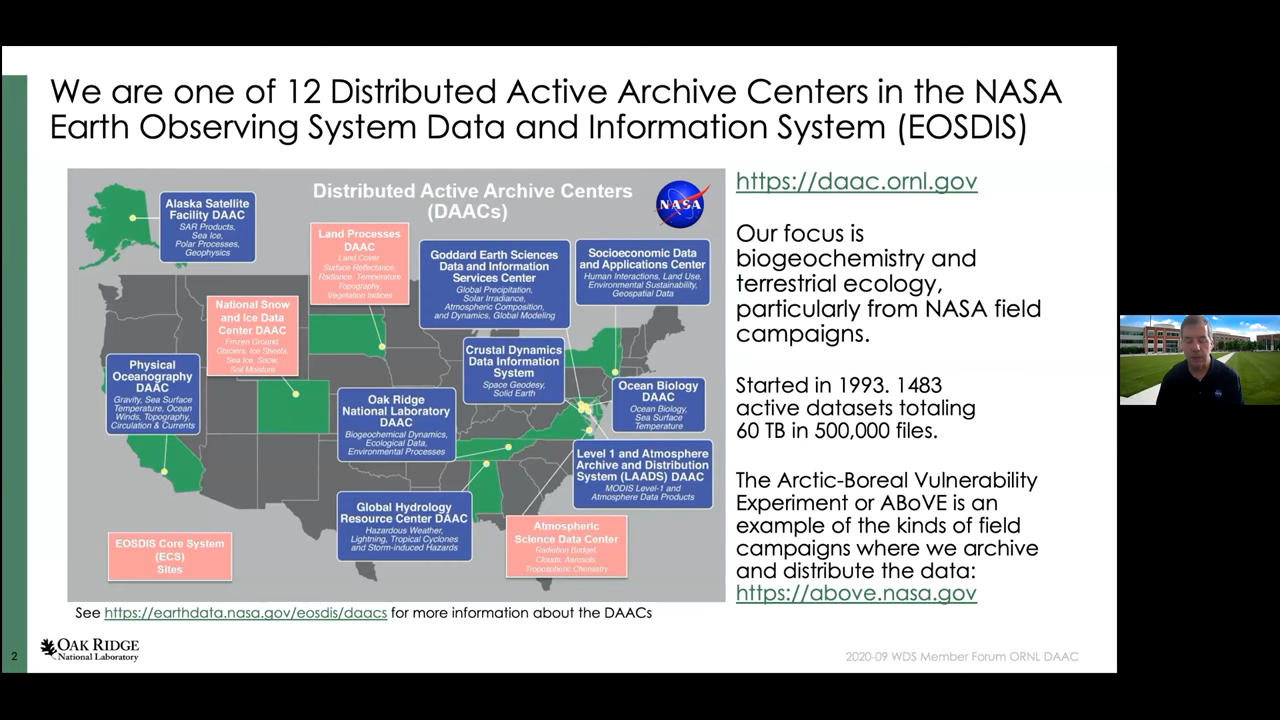 We are one of 12 Distributed Active Archive Centers in the NASA
Earth Observing System Data and Information System (EOSDIS)
Distributed Active Archive Centers
(DAACs)
NASA
Alaska Satellite
Facility DAAC
SAR Products,
Sea Ice,
Polar Processes,
Geophysics
Land Processes
DAAC
Land Cover
Surface Reflectance,
Radiance, Temperature
Topography,
Vegetation Indices
Goddard Earth Sciences
Data and Information
Services Center
Global Precipitation,
Solar Irradiance,
Atmospheric Composition,
and Dynamics, Global Modeling
Socioeconomic Data
and Applications Center
Human Interactions, Land Use,
Environmental Sustainability,
Geospatial Data
National Snow
and Ice Data
Center DAAC
Frozen Ground,
Glaciers, Ice Sheets,
Sea Ice, Snow,
Soil Moisture
Physical
Oceanography
DAAC
Gravity, Sea Surface
Temperature, Ocean
Winds, Topography,
Circulation & Currents
Crustal Dynamics
Data Information
System
Space Geodesy,
Solid Earth
Oak Ridge
National Laboratory
DAAC
Biogeochemical Dynamics,
Ecological Data,
Environmental Processes
Ocean Biology
DAAC
Ocean Biology,
Sea Surface
Temperature
Level 1 and Atmosphere
Archive and Distribution
System (LAADS) DAAC
MODIS Level-1 and
Atmosphere Data Products
Global Hydrology
Resource Center DAAC
Hazardous Weather,
Lightning, Tropical Cyclones
and Storm-induced Hazards
Atmospheric
Science Data Center
Radiation Budget,
Clouds, Aerosols,
Tropospheric Chemistry
EOSDIS Core System
(ECS)
Sites
See https://earthdata.nasa.gov/eosdis/daacs for more information about the DAACs
https://daac.ornl.gov
Our focus is
biogeochemistry and
terrestrial ecology,
particularly from NASA field
campaigns.
Started in 1993. 1483
active datasets totaling
60 TB in 500,000 files.
The Arctic-Boreal Vulnerability
Experiment or ABoVE is an
example of the kinds of field
campaigns where we archive
and distribute the data:
https://above.nasa.gov
2
OAK RIDGE
National Laboratory
2020-09 WDS Member Forum ORNL DAAC